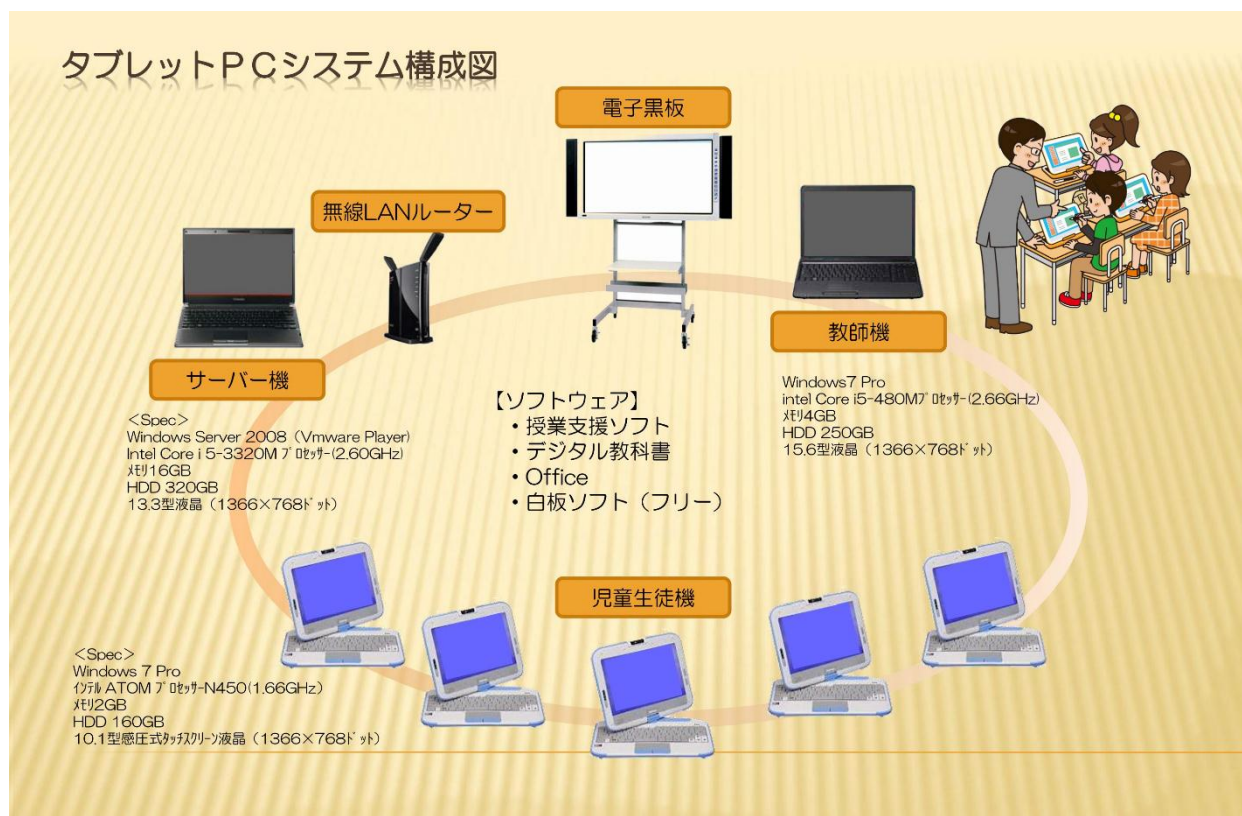 タブレットＰＣシステム構成図
電子黒板
無線LANルーター
教師機
サーバー機
＜Spec＞
Windows Server 2008（Vmware Player)
Intel Core i 5-3320M ﾌﾟﾛｾｯｻｰ(2.60GHz)
ﾒﾓﾘ16GB
HDD 320GB
13.3型液晶（1366×768ﾄﾞｯﾄ）
【ソフトウェア】
・授業支援ソフト
・デジタル教科書
・Office
・白板ソフト（フリー）
Windows7 Pro
intel Core i5-480Mﾌﾟﾛｾｯｻｰ(2.66GHz)
ﾒﾓﾘ4GB
HDD 250GB
15.6型液晶（1366×768ﾄﾞｯﾄ）
児童生徒機
＜Spec＞
Windows 7 Pro
ｲﾝﾃﾙ ATOM ﾌﾟﾛｾｯｻｰN450(1.66GHz）
ﾒﾓﾘ2GB
HDD 160GB
10.1型感圧式ﾀｯﾁｽｸﾘｰﾝ液晶（1366×768ﾄﾞｯﾄ）